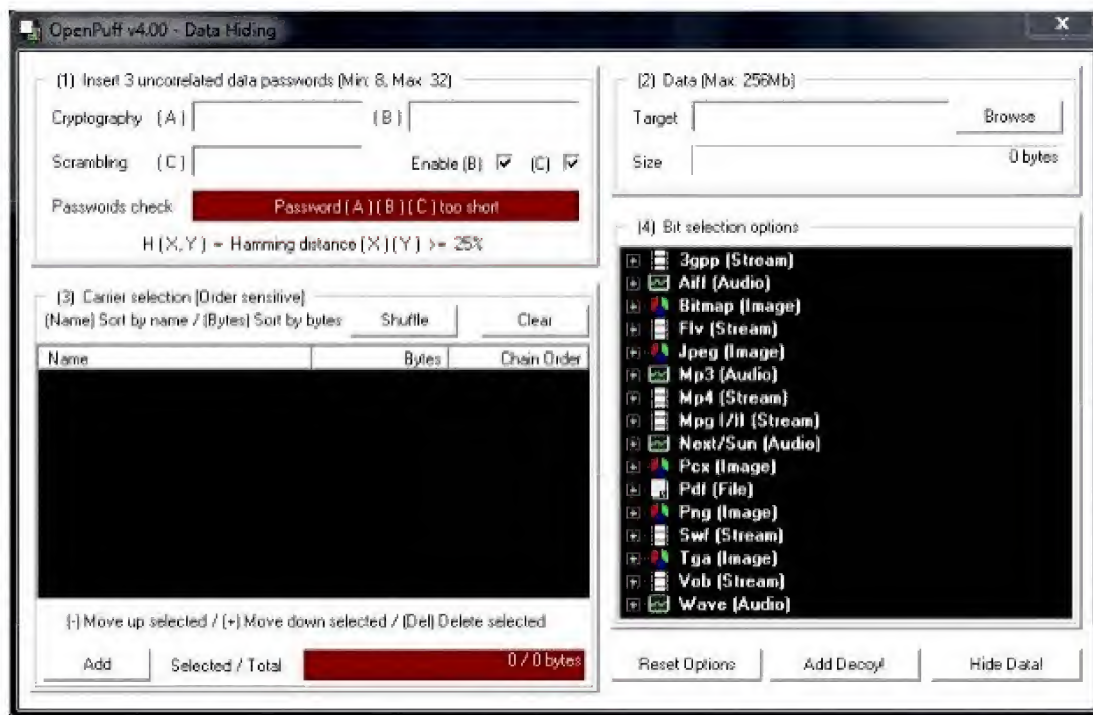 OpenPuff v4.00 - Data Hiding
X
(1) Insert 3 uncorrelated data passwords (Min: 8, Max: 32)
Cryptography (A)
(B)
Scrambling (C)
Enable (B)
(C)
Passwords check
Password (A) (B) (C) too short
H (X,Y) = Hamming distance (X) (Y) >= 25%
(2) Data (Max: 256Mb)
Target
Browse
Size
0 bytes
(3) Carrier selection (Order sensitive)
(Name) Sort by name / (Bytes) Sort by bytes
Shuffle
Clear
Name
Bytes
Chain Order
(-) Move up selected / (+) Move down selected / (Del) Delete selected
Add
Selected / Total
0 / 0 bytes
(4) Bit selection options
3gpp (Stream)
Aiff (Audio)
Bitmap (Image)
Flv (Stream)
Jpeg (Image)
Mp3 (Audio)
Mp4 (Stream)
Mpg I/II (Stream)
Next/Sun (Audio)
Pcx (Image)
Pdf (File)
Png (Image)
Swf (Stream)
Tga (Image)
Vob (Stream)
Wave (Audio)
Reset Options
Add Decoy!
Hide Data!